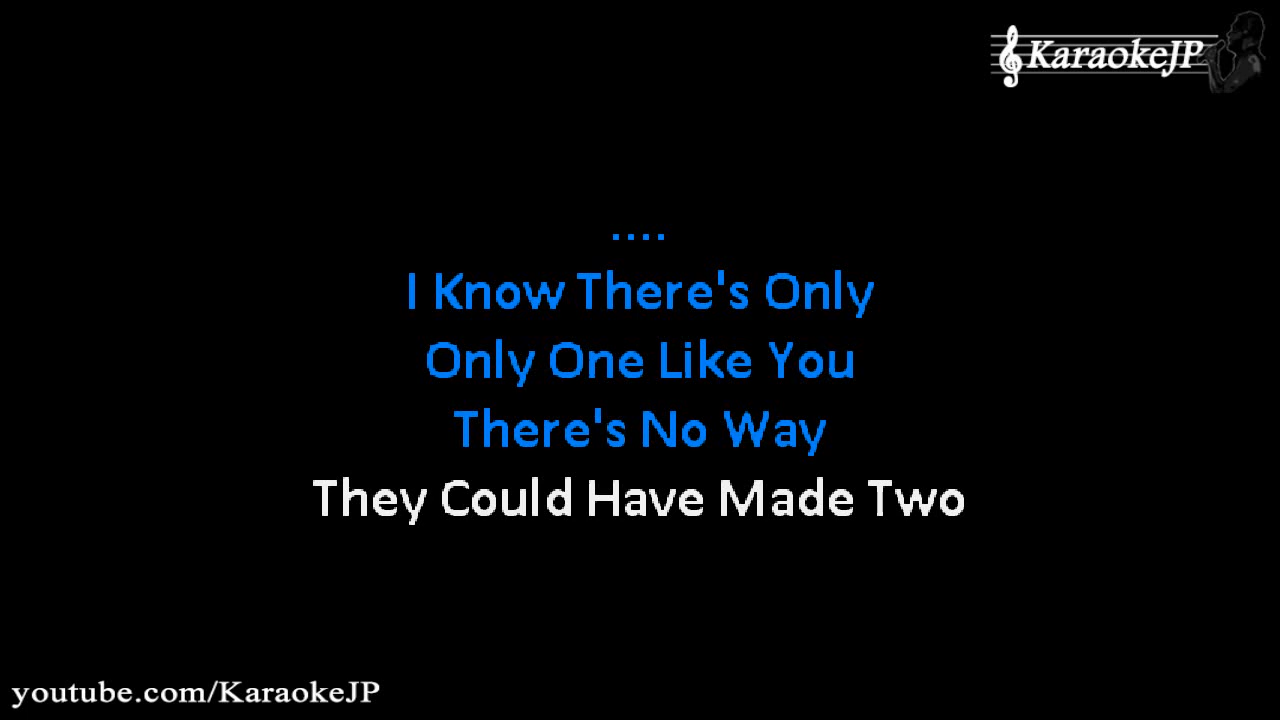 KaraokeJP
....
I Know There's Only
Only One Like You
There's No Way
They Could Have Made Two
youtube.com/KaraokeJP